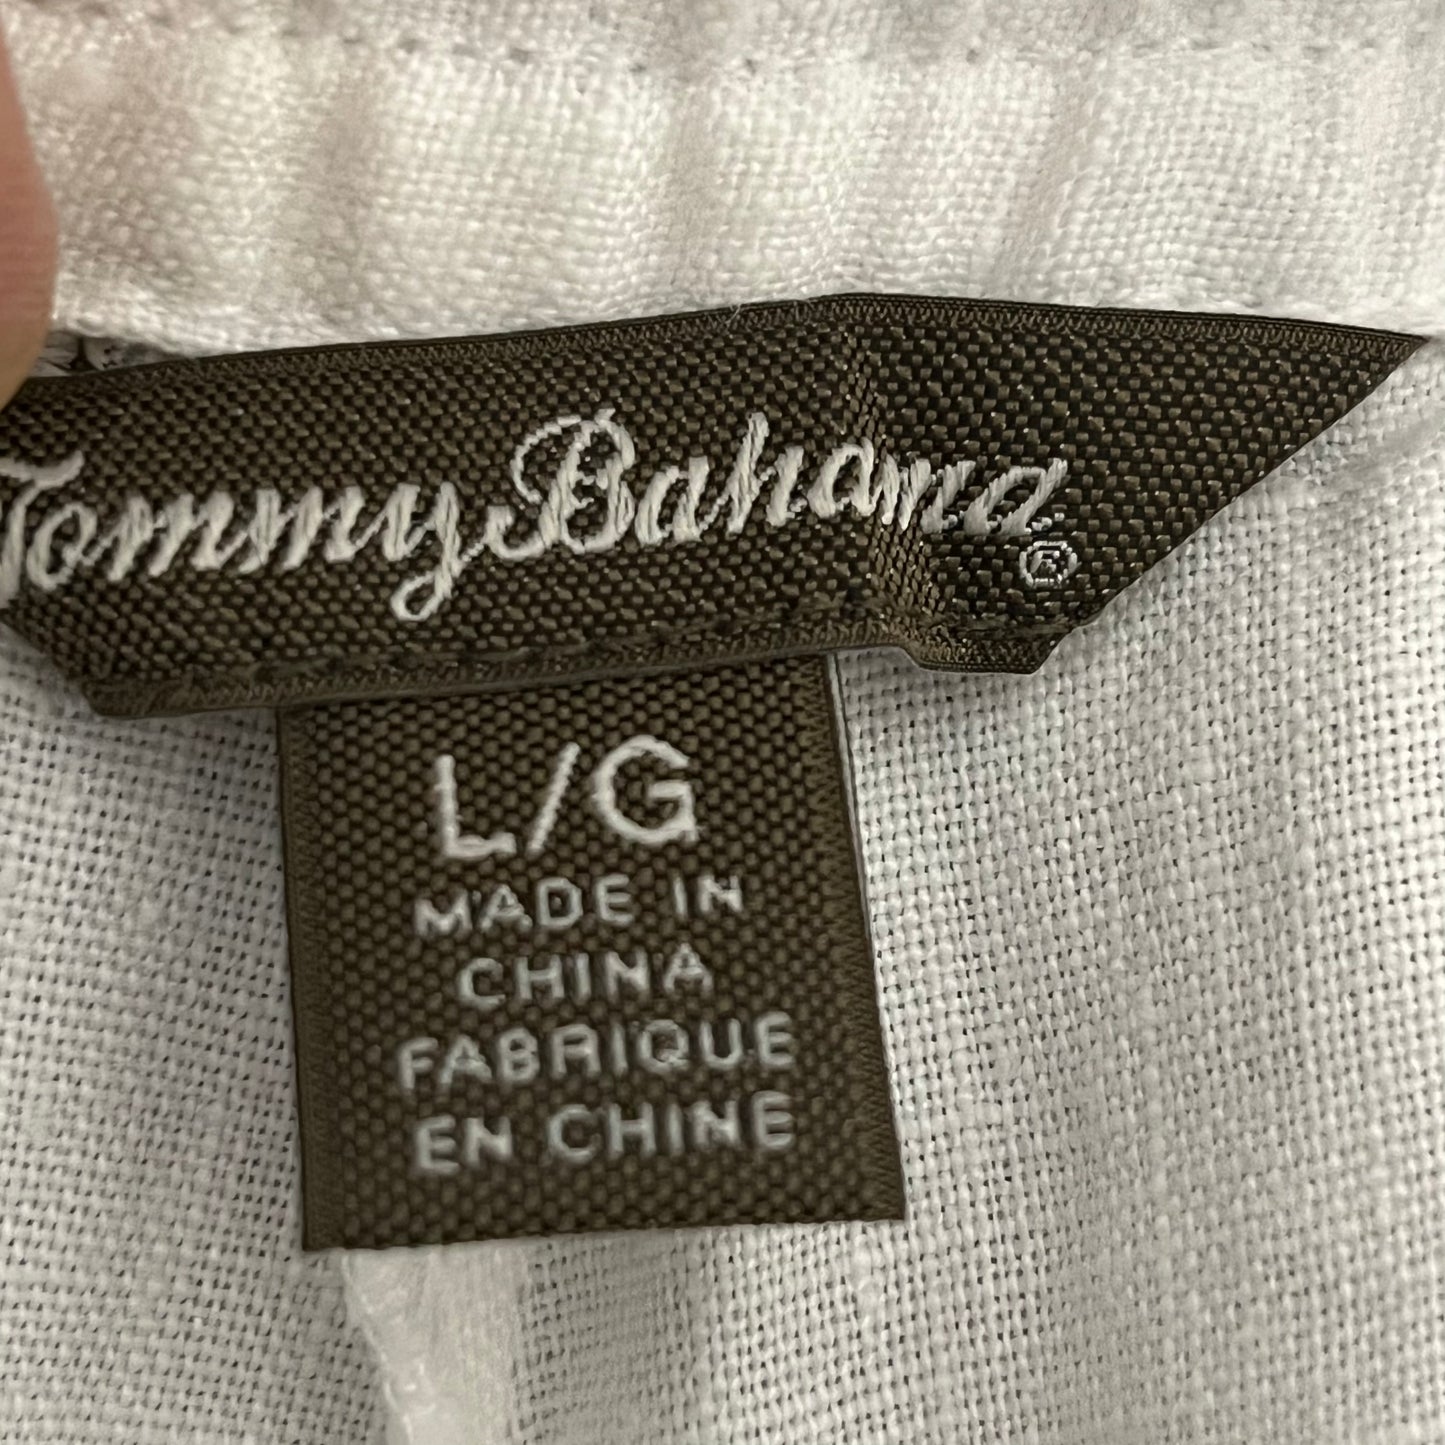 Tommy Bahama®
L/G
MADE IN
CHINA
FABRIQUE
EN CHINE